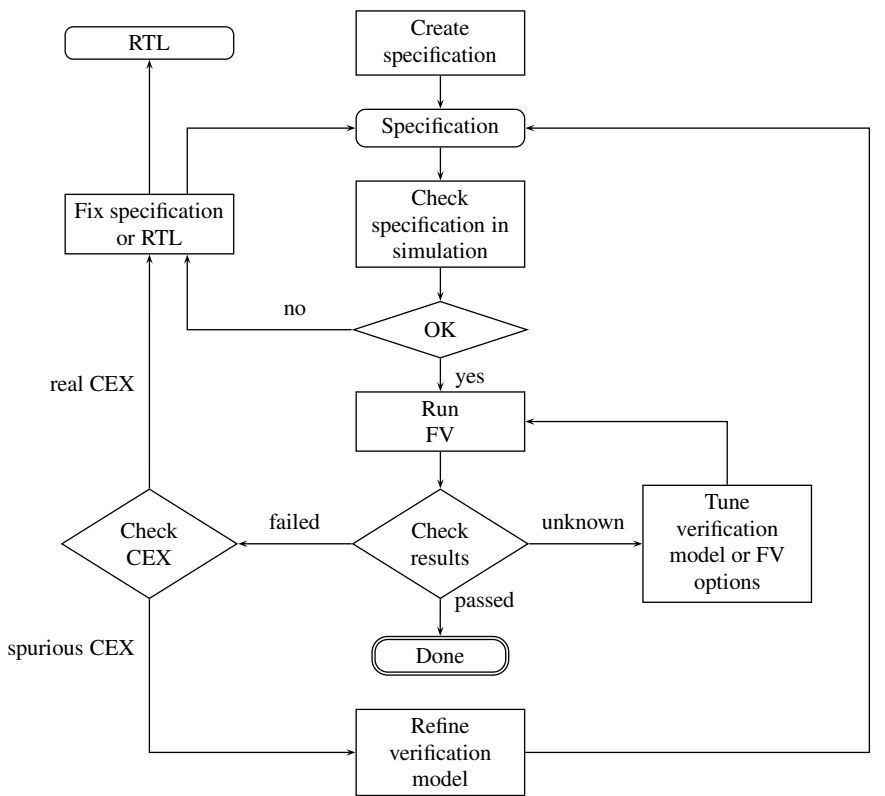 RTL
Create
specification
Specification
Fix specification
or RTL
Check
specification in
simulation
no
OK
real CEX
yes
Run
FV
Check
CEX
failed
Check
results
unknown
Tune
verification
model or FV
options
passed
spurious CEX
Done
Refine
verification
model